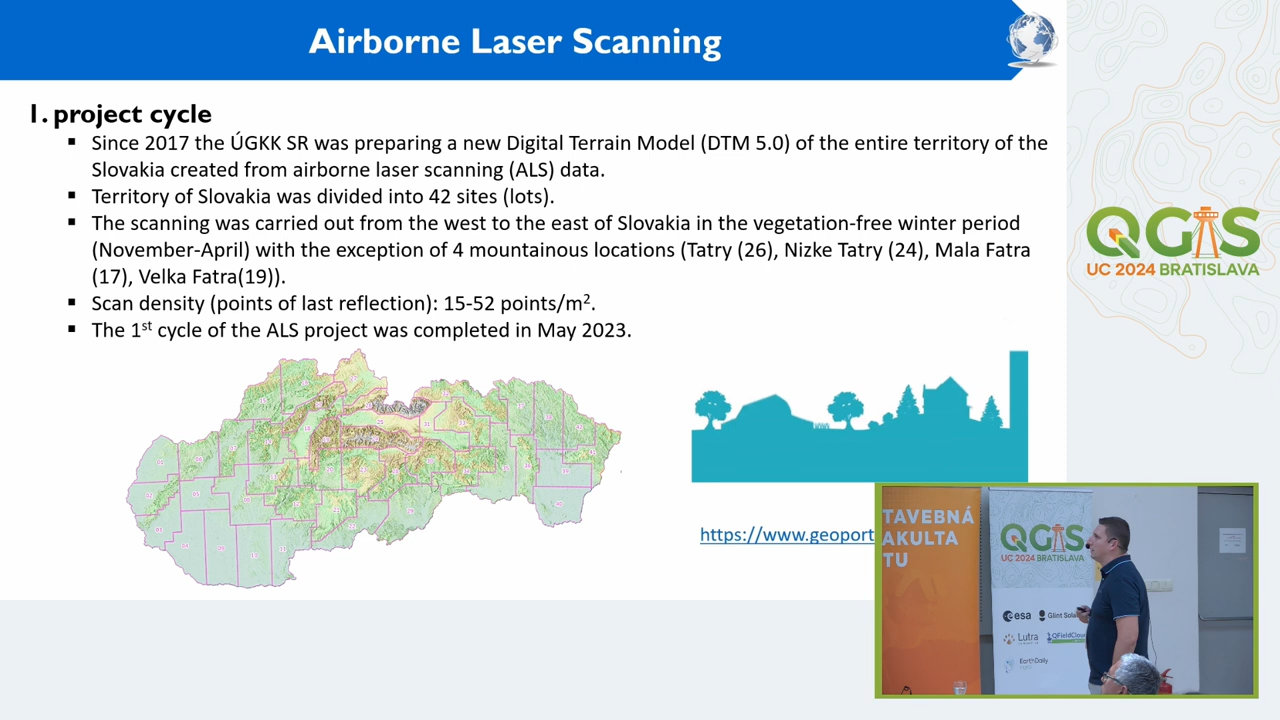 Airborne Laser Scanning
1. project cycle
▪ Since 2017 the ÚGKK SR was preparing a new Digital Terrain Model (DTM 5.0) of the entire territory of the
Slovakia created from airborne laser scanning (ALS) data.
▪ Territory of Slovakia was divided into 42 sites (lots).
▪ The scanning was carried out from the west to the east of Slovakia in the vegetation-free winter period
(November-April) with the exception of 4 mountainous locations (Tatry (26), Nizke Tatry (24), Mala Fatra
(17), Velka Fatra(19)).
▪ Scan density (points of last reflection): 15-52 points/m².
▪ The 1st cycle of the ALS project was completed in May 2023.
https://www.geoport
QGIS
UC 2024 BRATISLAVA
TAVEBNÁ
AKULTA
TU
QGIS
UC 2024 BRATISLAVA
esa Glint Sola
Lutra QFieldCloud
EarthDaily